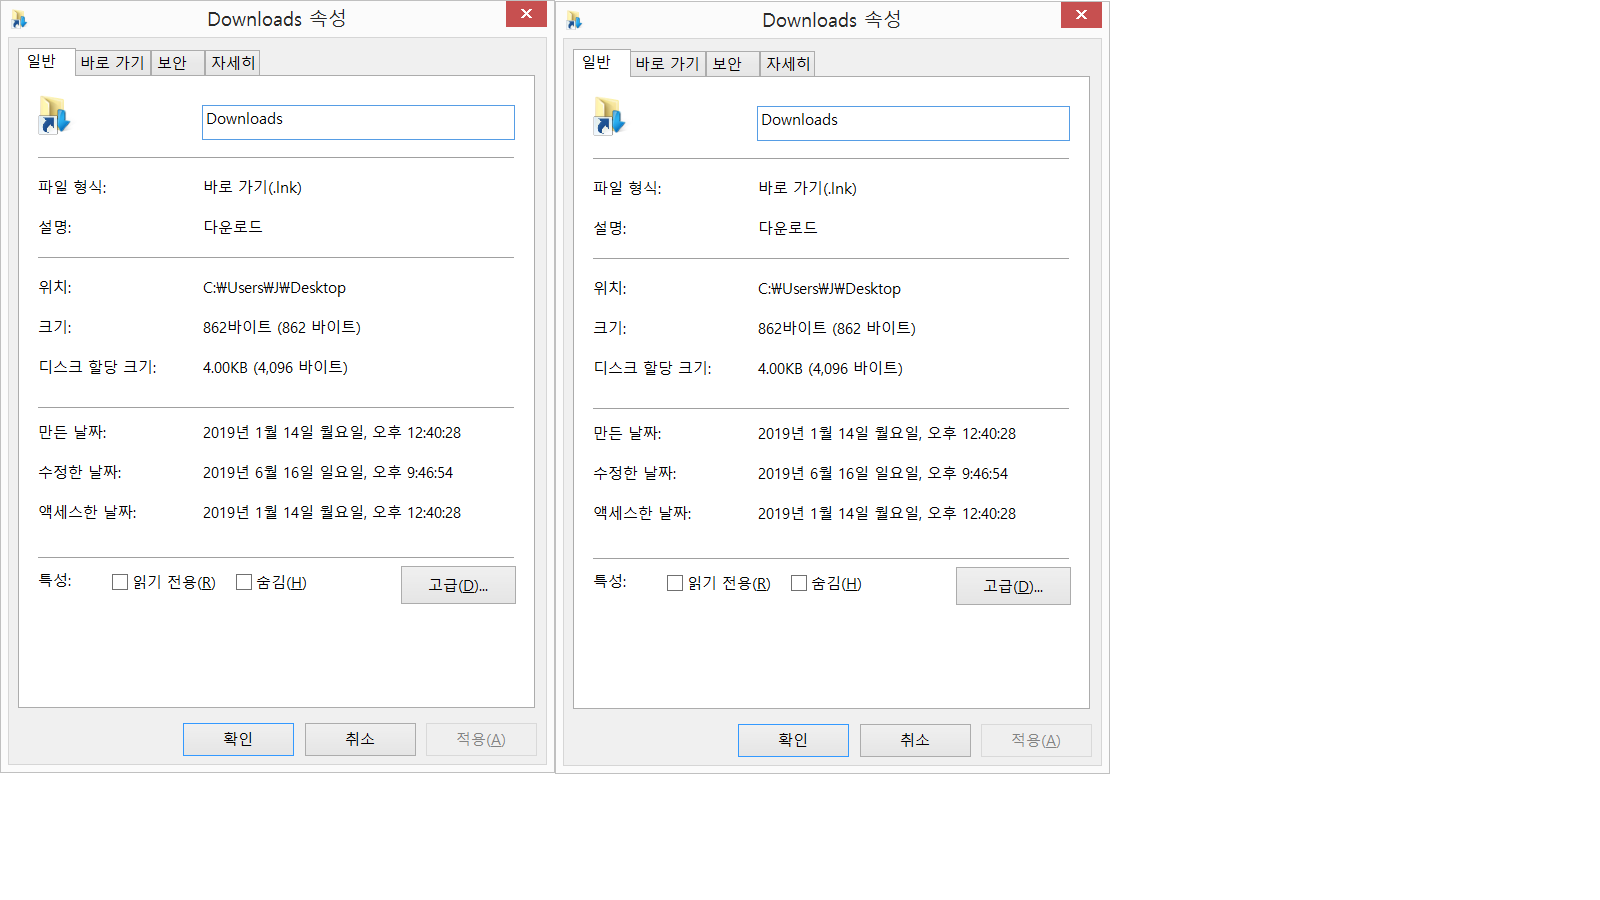 Downloads 속성
일반 바로 가기 보안 자세히
Downloads
파일 형식: 바로 가기(.lnk)
설명: 다운로드
위치: C:₩Users₩J₩Desktop
크기: 862바이트 (862 바이트)
디스크 할당 크기: 4.00KB (4,096 바이트)
만든 날짜: 2019년 1월 14일 월요일, 오후 12:40:28
수정한 날짜: 2019년 6월 16일 일요일, 오후 9:46:54
액세스한 날짜: 2019년 1월 14일 월요일, 오후 12:40:28
특성: 읽기 전용(R) 숨김(H) 고급(D)...
확인 취소 적용(A)
Downloads 속성
일반 바로 가기 보안 자세히
Downloads
파일 형식: 바로 가기(.lnk)
설명: 다운로드
위치: C:₩Users₩J₩Desktop
크기: 862바이트 (862 바이트)
디스크 할당 크기: 4.00KB (4,096 바이트)
만든 날짜: 2019년 1월 14일 월요일, 오후 12:40:28
수정한 날짜: 2019년 6월 16일 일요일, 오후 9:46:54
액세스한 날짜: 2019년 1월 14일 월요일, 오후 12:40:28
특성: 읽기 전용(R) 숨김(H) 고급(D)...
확인 취소 적용(A)